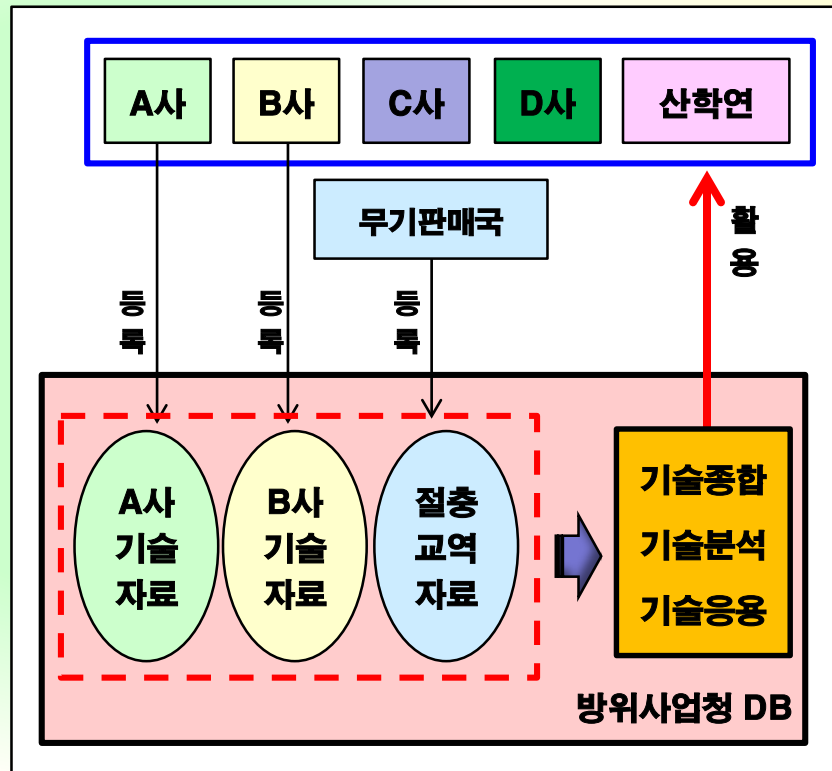 A사
B사
C사
D사
산학연
무기판매국
활
용
등
록
등
록
등
록
A사
기술
자료
B사
기술
자료
절충
교역
자료
기술종합
기술분석
기술응용
방위사업청 DB